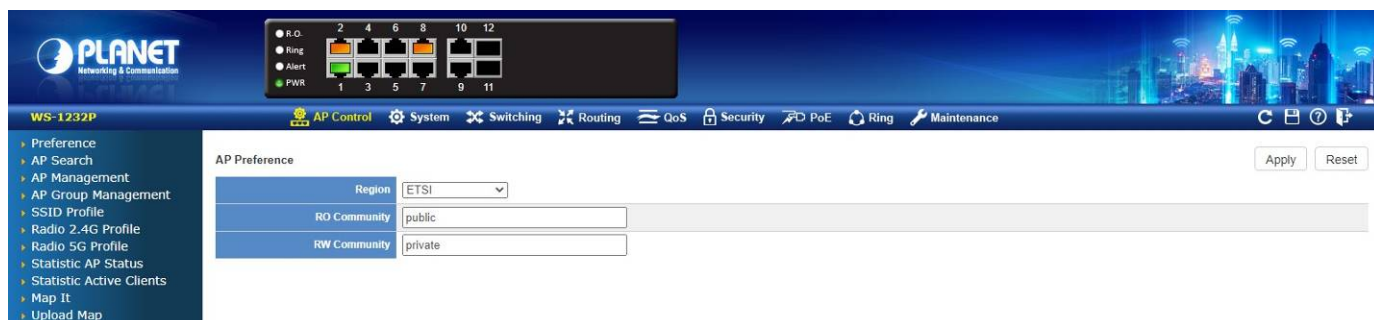 PLANET
Networking & Communication
R.O.
Ring
Alert
PWR
2 4 6 8 10 12
1 3 5 7 9 11
WS-1232P
AP Control System Switching Routing QoS Security PoE Ring Maintenance
Preference
AP Search
AP Management
AP Group Management
SSID Profile
Radio 2.4G Profile
Radio 5G Profile
Statistic AP Status
Statistic Active Clients
Map It
Upload Map
AP Preference
Apply Reset
Region ETSI
RO Community public
RW Community private